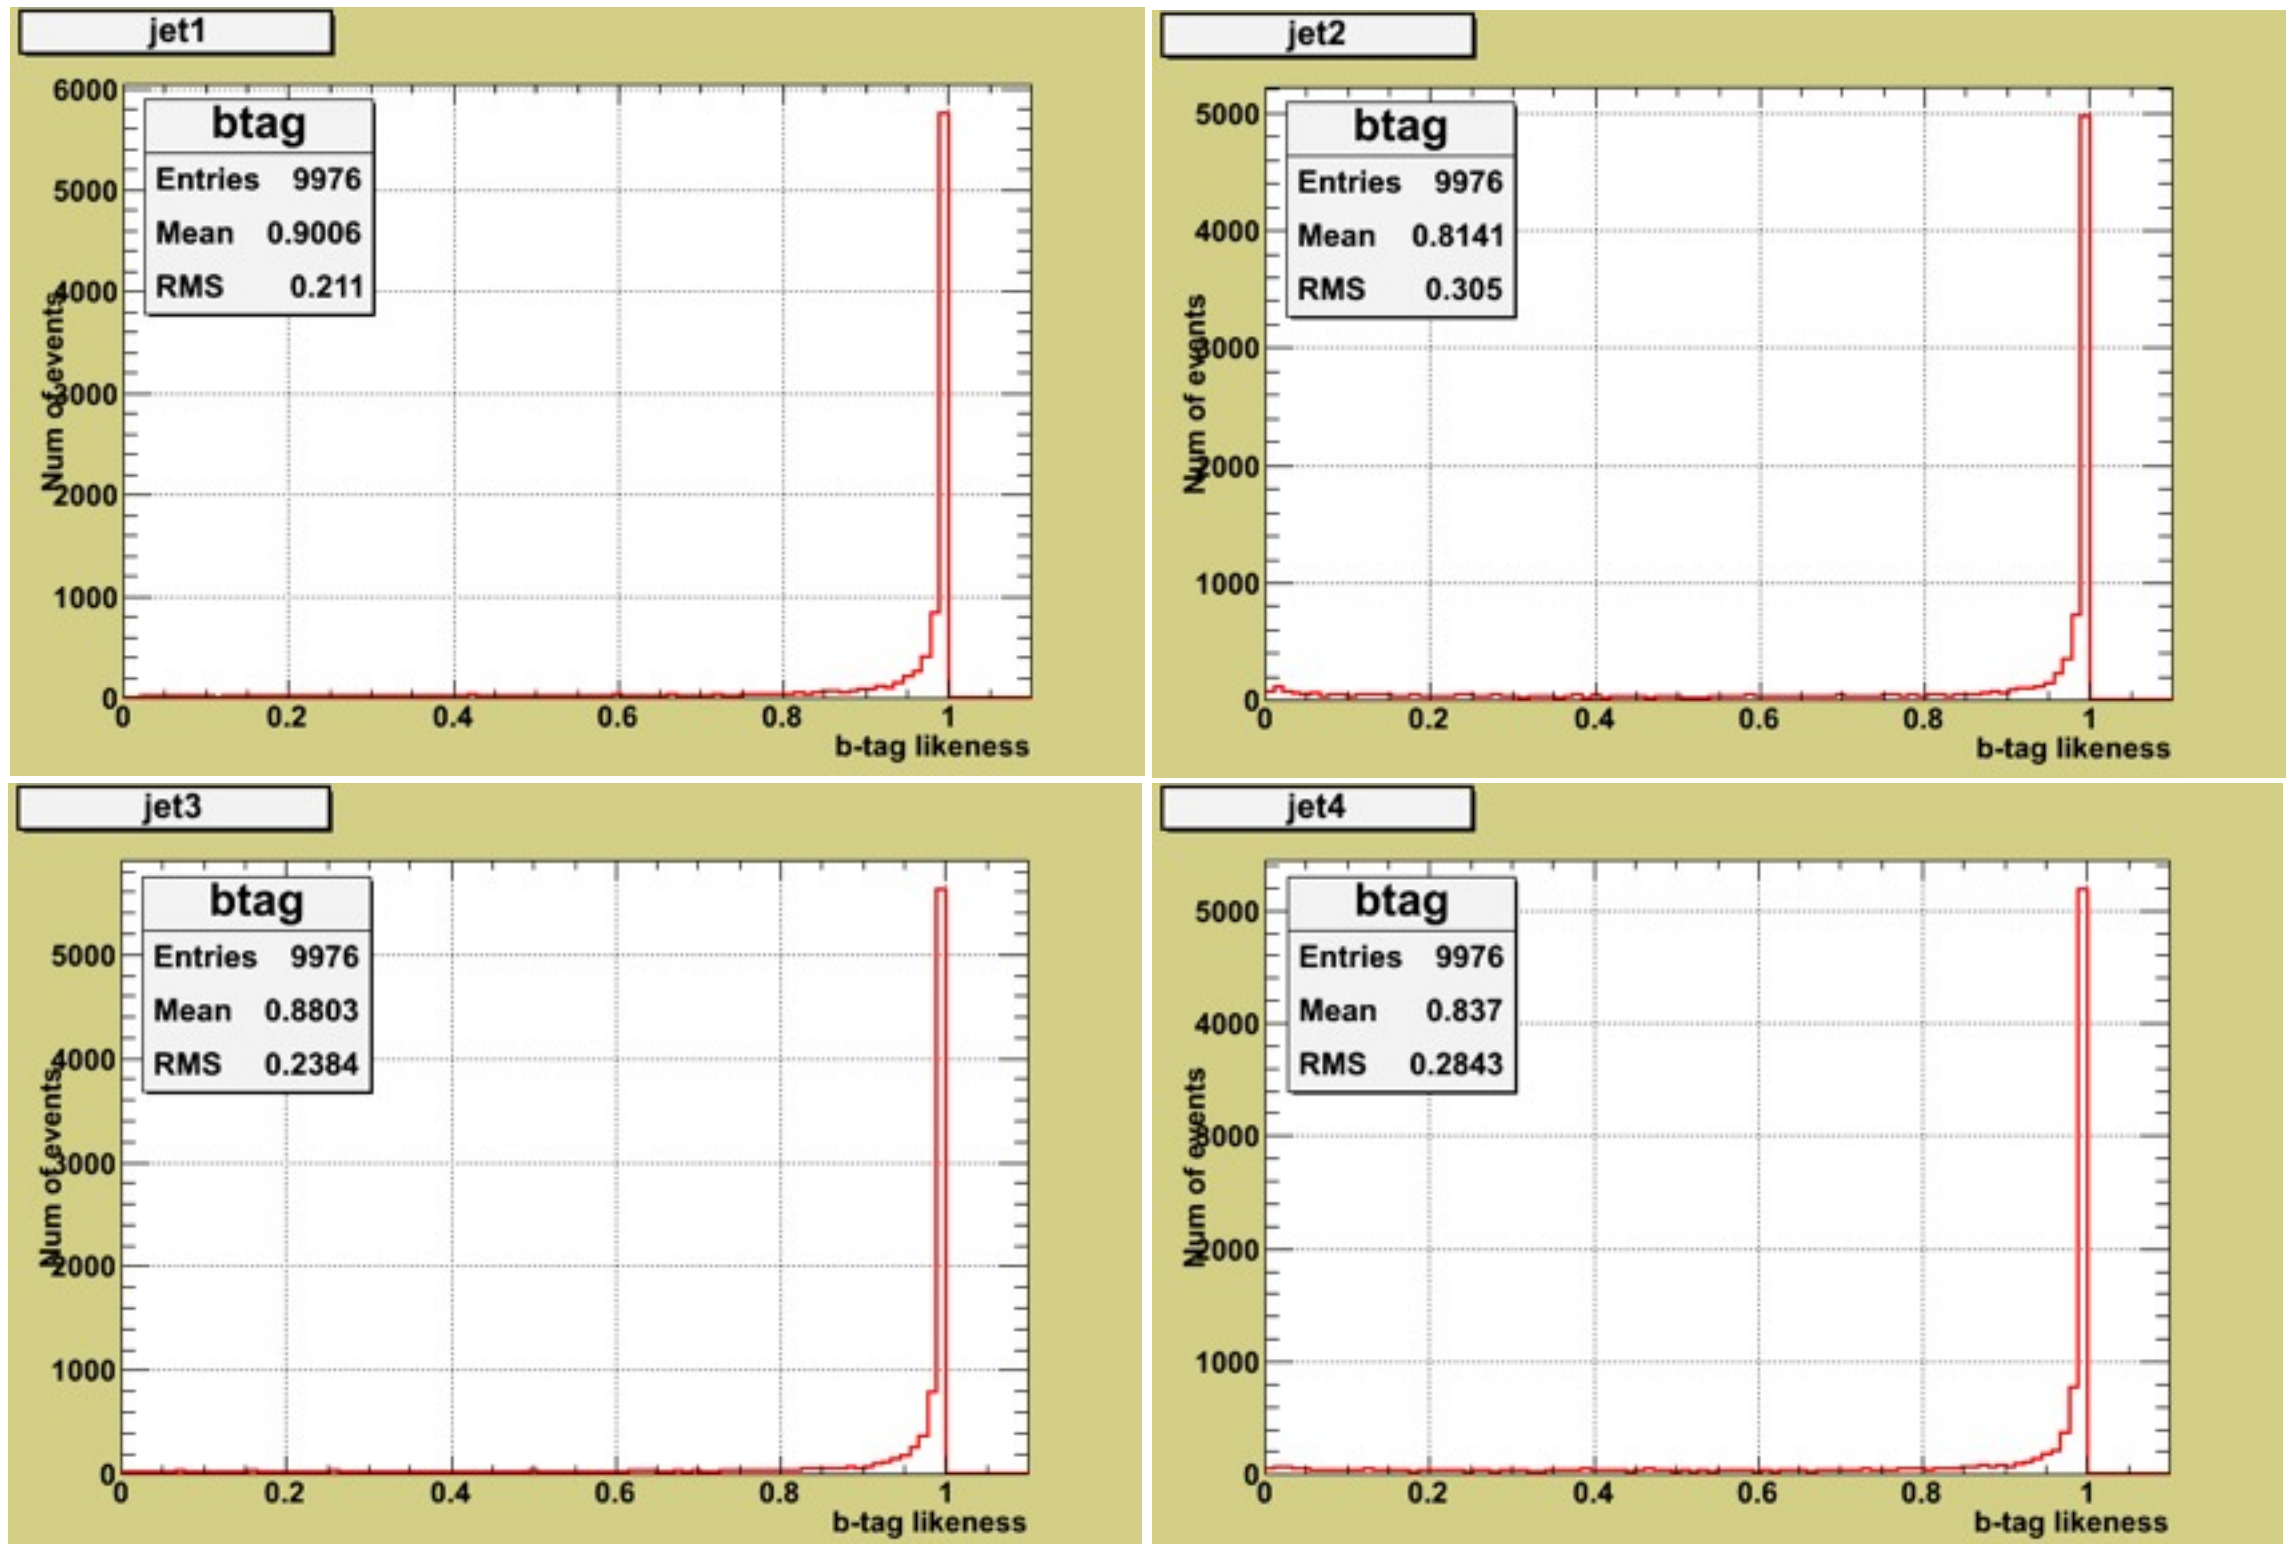 jet1
6000
5000
4000
3000
2000
1000
0
Num of events
btag
Entries 9976
Mean 0.9006
RMS 0.211
0 0.2 0.4 0.6 0.8 1
b-tag likeness
jet2
5000
4000
3000
2000
1000
0
Num of events
btag
Entries 9976
Mean 0.8141
RMS 0.305
0 0.2 0.4 0.6 0.8 1
b-tag likeness
jet3
5000
4000
3000
2000
1000
0
Num of events
btag
Entries 9976
Mean 0.8803
RMS 0.2384
0 0.2 0.4 0.6 0.8 1
b-tag likeness
jet4
5000
4000
3000
2000
1000
0
Num of events
btag
Entries 9976
Mean 0.837
RMS 0.2843
0 0.2 0.4 0.6 0.8 1
b-tag likeness